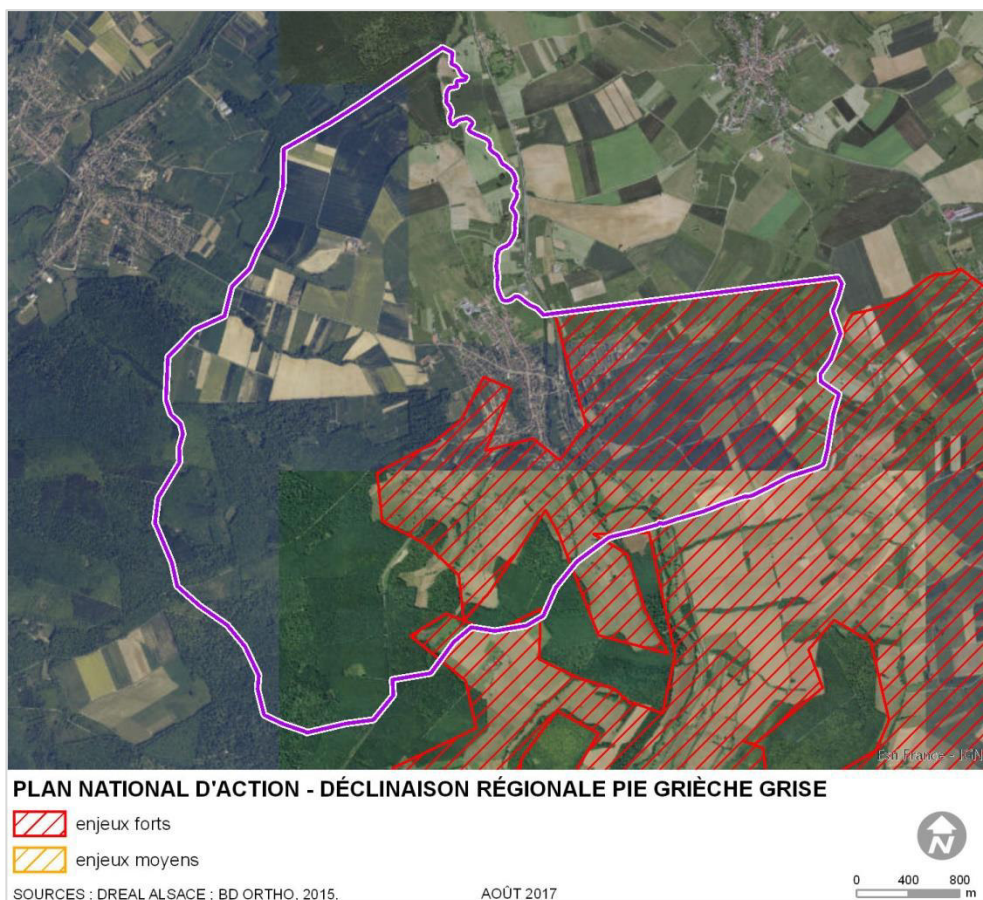 Esri France - IGN
PLAN NATIONAL D'ACTION - DÉCLINAISON RÉGIONALE PIE GRIÈCHE GRISE
enjeux forts
enjeux moyens
N
SOURCES : DREAL ALSACE ; BD ORTHO, 2015.
AOÛT 2017
0 400 800
m